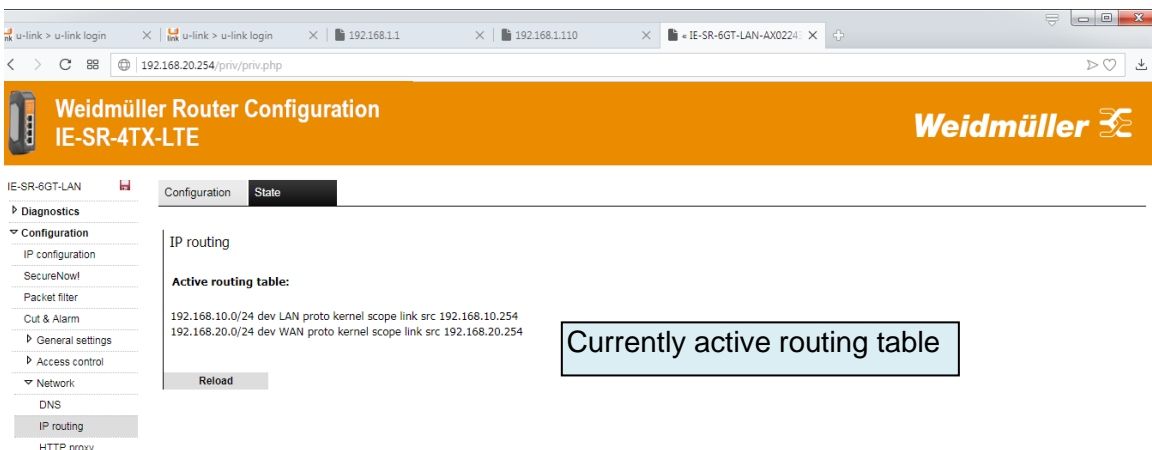 u-link > u-link login
u-link > u-link login
192.168.1.1
192.168.1.110
« IE-SR-6GT-LAN-AX0224
192.168.20.254/priv/priv.php
Weidmüller Router Configuration
IE-SR-4TX-LTE
Weidmüller
IE-SR-6GT-LAN
Configuration
State
Diagnostics
Configuration
IP configuration
SecureNow!
Packet filter
Cut & Alarm
General settings
Access control
Network
DNS
IP routing
HTTP proxy
IP routing
Active routing table:
192.168.10.0/24 dev LAN proto kernel scope link src 192.168.10.254
192.168.20.0/24 dev WAN proto kernel scope link src 192.168.20.254
Reload
Currently active routing table